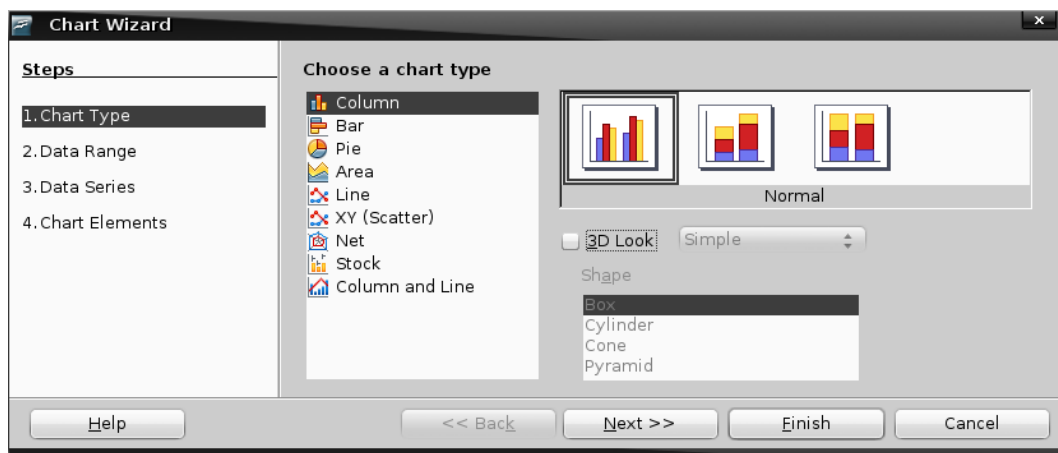 Chart Wizard
x
Steps
1.Chart Type
2.Data Range
3.Data Series
4.Chart Elements
Choose a chart type
Column
Bar
Pie
Area
Line
XY (Scatter)
Net
Stock
Column and Line
Normal
3D Look
Simple
Shape
Box
Cylinder
Cone
Pyramid
Help
<< Back
Next >>
Finish
Cancel